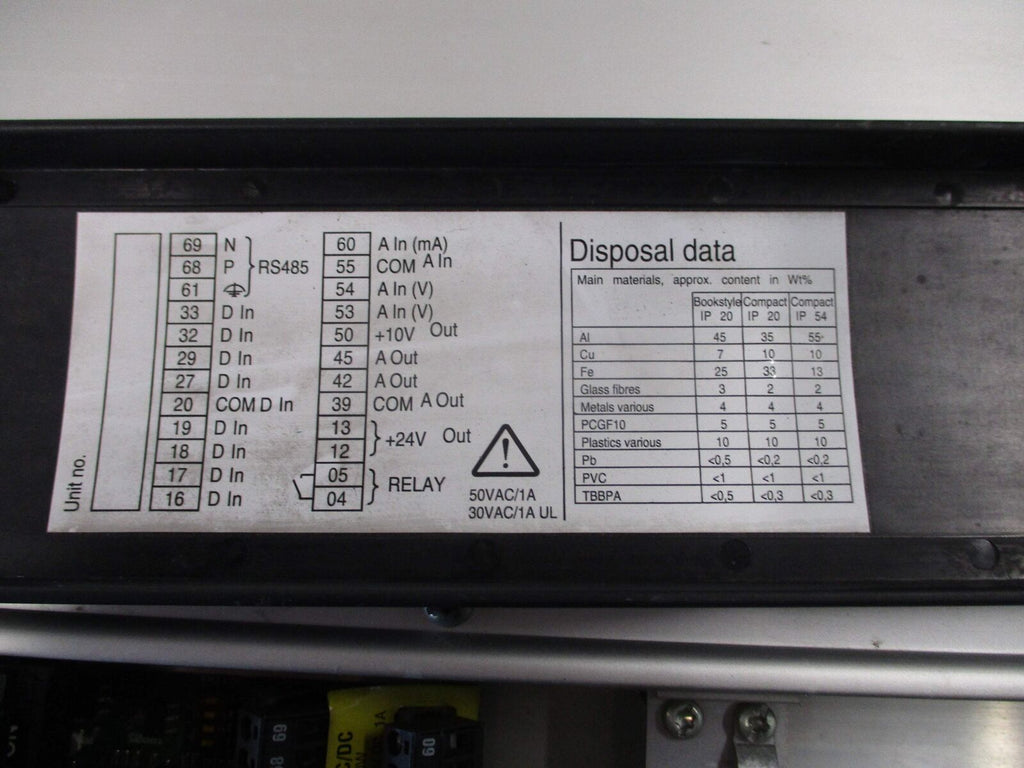 69 N
68 P RS485
61
33 D In
32 D In
29 D In
27 D In
20 COM D In
19 D In
18 D In
17 D In
16 D In
Unit no.
60 A In (mA)
55 COM A In
54 A In (V)
53 A In (V)
50 +10V Out
45 A Out
42 A Out
39 COM A Out
13
12 +24V Out
05
04 RELAY
50VAC/1A
30VAC/1A UL
Disposal data
Main materials, approx. content in Wt%
Bookstyle Compact Compact
IP 20 IP 20 IP 54
Al 45 35 55
Cu 7 10 10
Fe 25 33 13
Glass fibres 3 2 2
Metals various 4 4 4
PCGF10 5 5 5
Plastics various 10 10 10
Pb <0,5 <0,2 <0,2
PVC <1 <1 <1
TBBPA <0,5 <0,3 <0,3
69
60